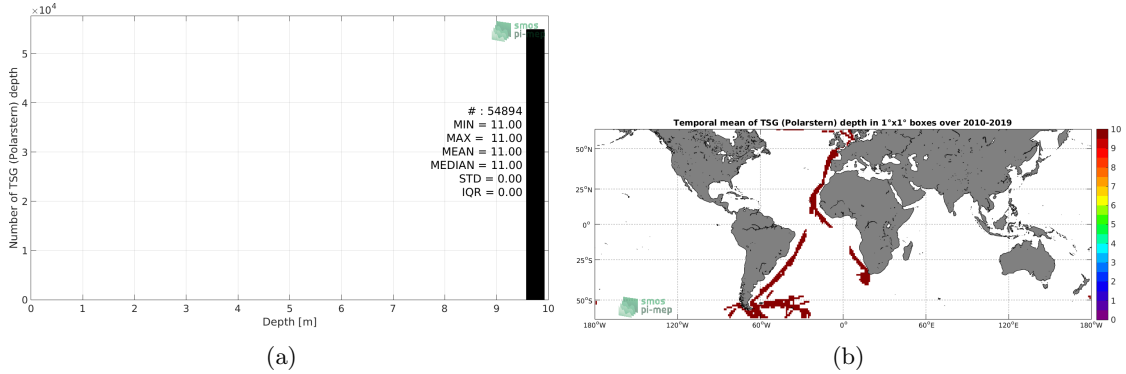 ×10⁴
5
4
3
2
1
0
Number of TSG (Polarstern) depth
smos
pi-mep
# : 54894
MIN = 11.00
MAX = 11.00
MEAN = 11.00
MEDIAN = 11.00
STD = 0.00
IQR = 0.00
0 1 2 3 4 5 6 7 8 9 10
Depth [m]
(a)
Temporal mean of TSG (Polarstern) depth in 1°x1° boxes over 2010-2019
50°N
25°N
0°
25°S
50°S
smos
pi-mep
180°W 120°W 60°W 0° 60°E 120°E 180°W
10
9
8
7
6
5
4
3
2
1
0
(b)